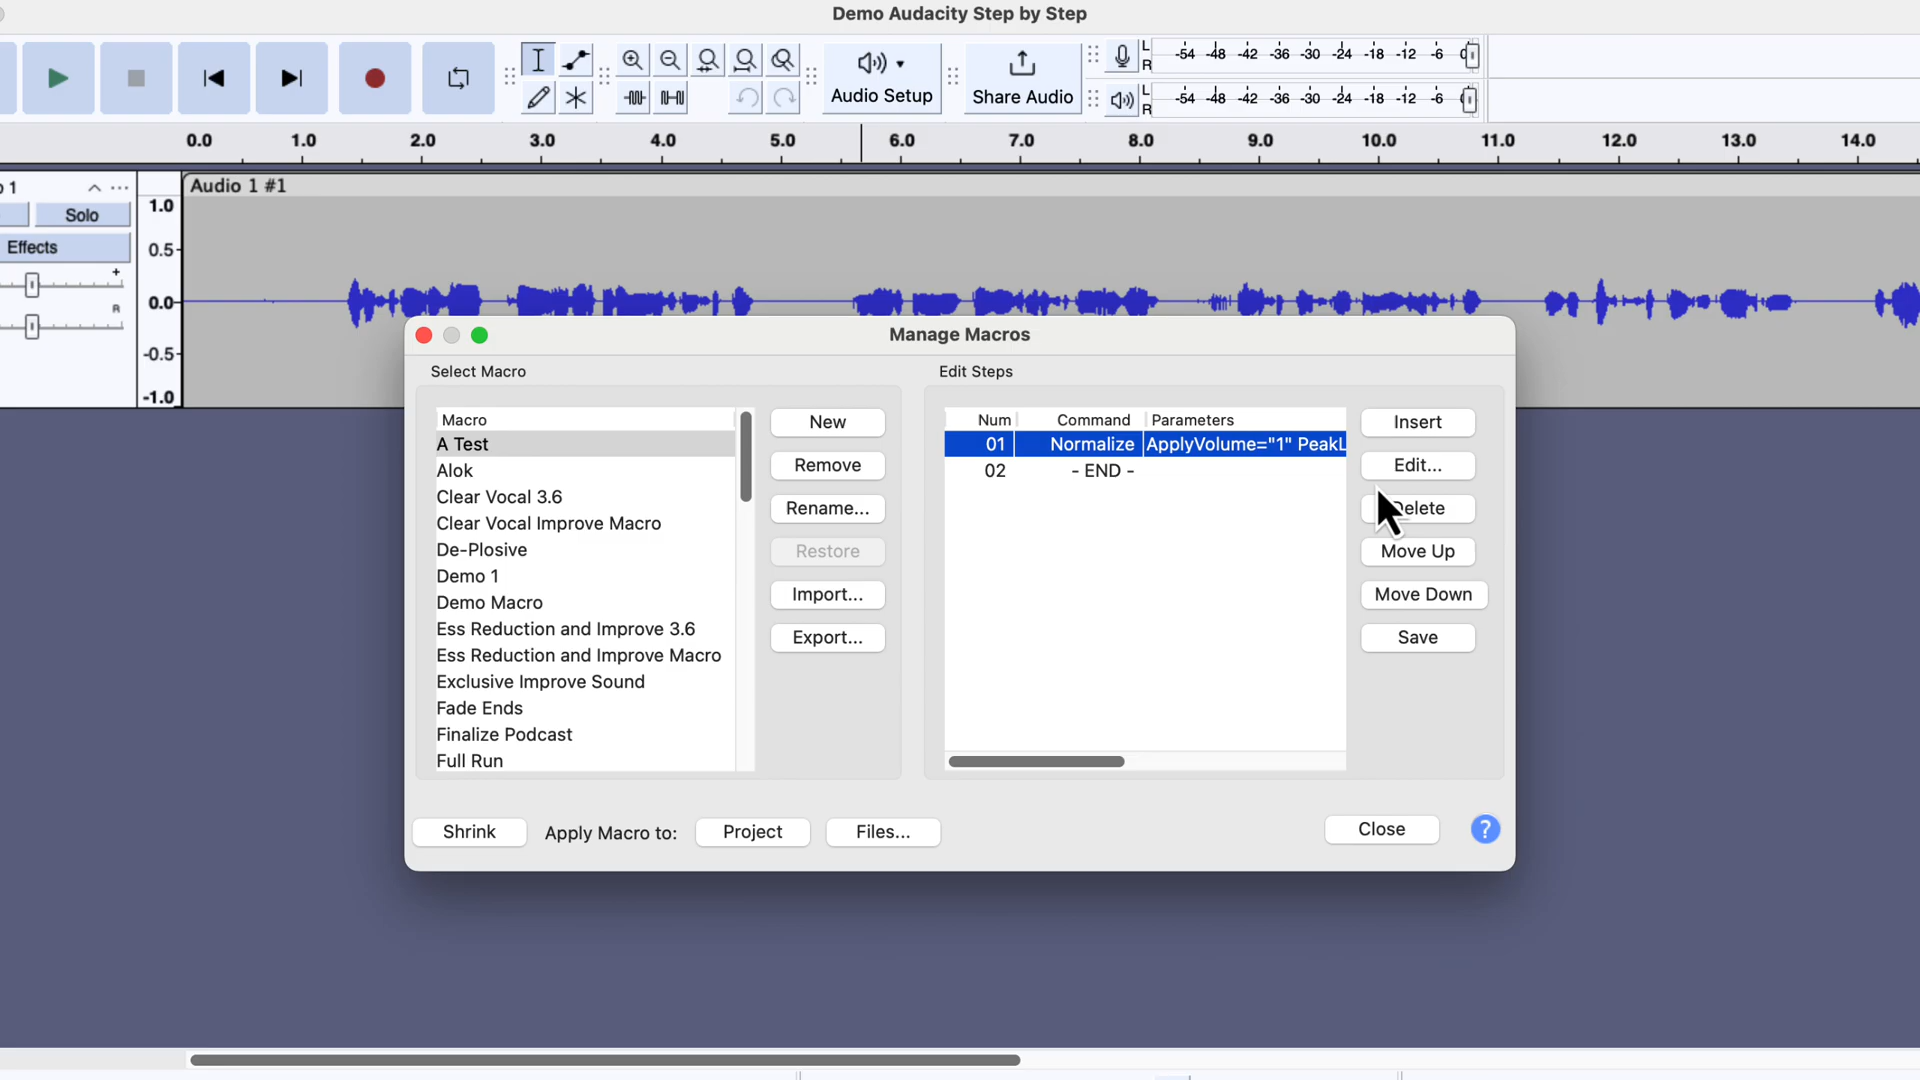 Demo Audacity Step by Step
Audio Setup
Share Audio
L
R
-54 -48 -42 -36 -30 -24 -18 -12 -6
L
R
-54 -48 -42 -36 -30 -24 -18 -12 -6
0.0 1.0 2.0 3.0 4.0 5.0 6.0 7.0 8.0 9.0 10.0 11.0 12.0 13.0 14.0
1
Audio 1 #1
Solo
Effects
+
R
1.0
0.5
0.0
-0.5
-1.0
Manage Macros
Select Macro
Macro
A Test
Alok
Clear Vocal 3.6
Clear Vocal Improve Macro
De-Plosive
Demo 1
Demo Macro
Ess Reduction and Improve 3.6
Ess Reduction and Improve Macro
Exclusive Improve Sound
Fade Ends
Finalize Podcast
Full Run
New
Remove
Rename...
Restore
Import...
Export...
Edit Steps
Num Command Parameters
01 Normalize ApplyVolume="1" PeakL
02 - END -
Insert
Edit...
elete
Move Up
Move Down
Save
Shrink
Apply Macro to:
Project
Files...
Close
?